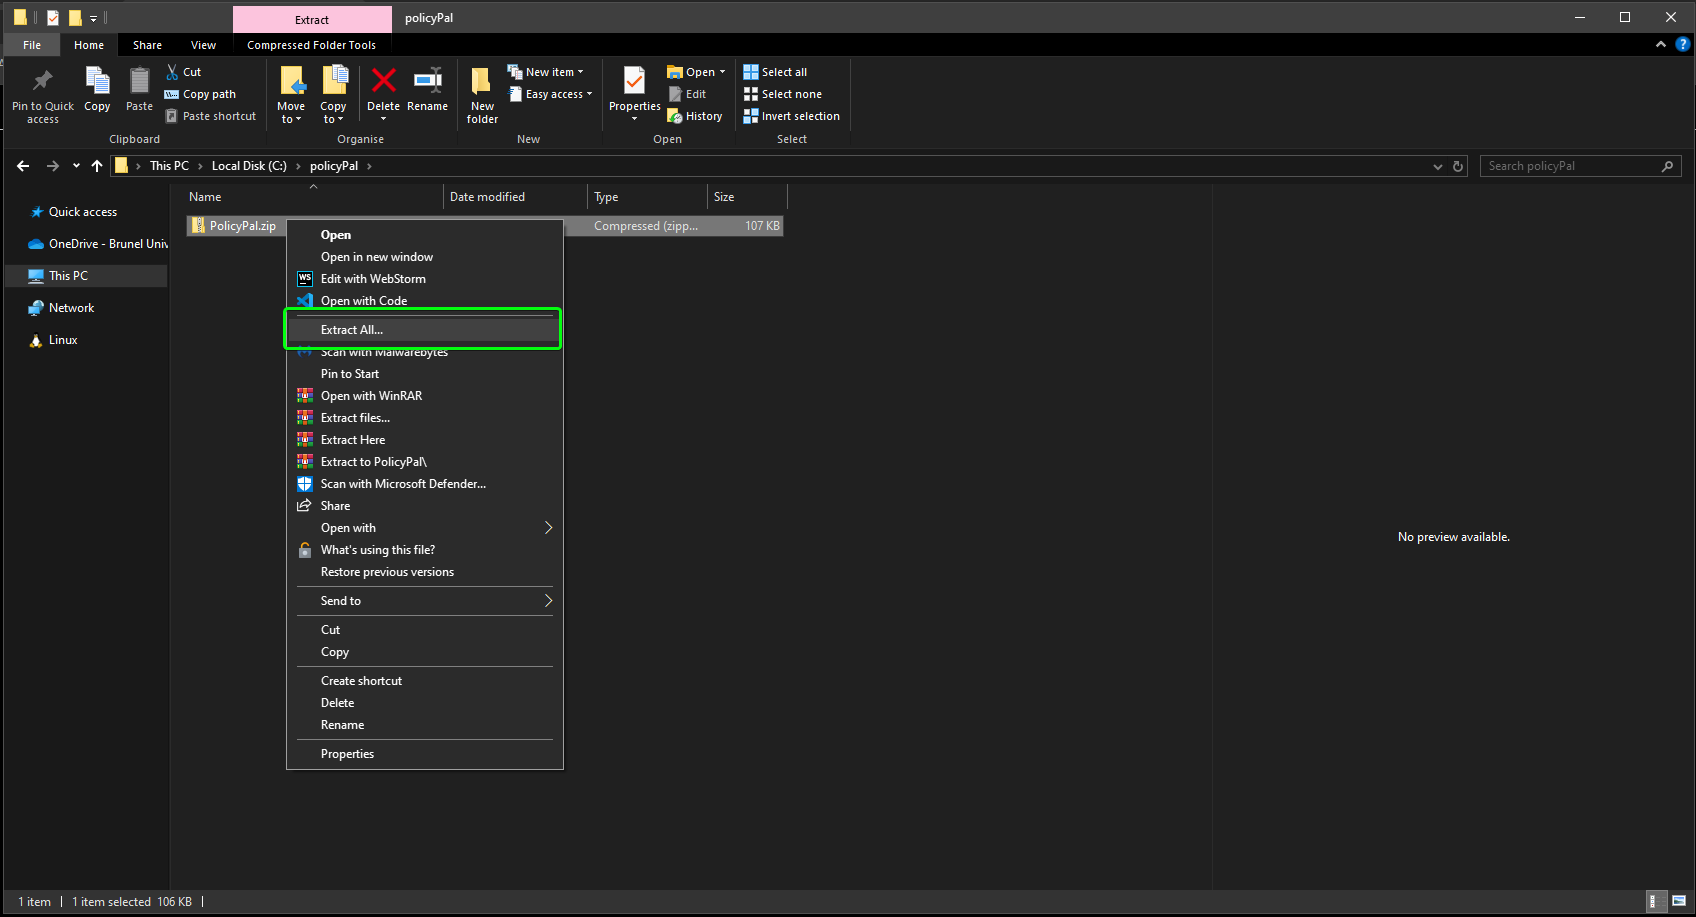 Extract
policyPal
File
Home
Share
View
Compressed Folder Tools
Pin to Quick access
Copy
Paste
Cut
Copy path
Paste shortcut
Clipboard
Move to
Copy to
Delete
Rename
Organise
New folder
New item
Easy access
New
Properties
Open
Edit
History
Open
Select all
Select none
Invert selection
Select
This PC
Local Disk (C:)
policyPal
Search policyPal
Name
Date modified
Type
Size
Quick access
OneDrive - Brunel Univ
This PC
Network
Linux
PolicyPal.zip
Compressed (zipp...
107 KB
Open
Open in new window
WS
Edit with WebStorm
Open with Code
Extract All...
Scan with Malwarebytes
Pin to Start
Open with WinRAR
Extract files...
Extract Here
Extract to PolicyPal\
Scan with Microsoft Defender...
Share
Open with
What's using this file?
Restore previous versions
Send to
Cut
Copy
Create shortcut
Delete
Rename
Properties
No preview available.
1 item
1 item selected 106 KB